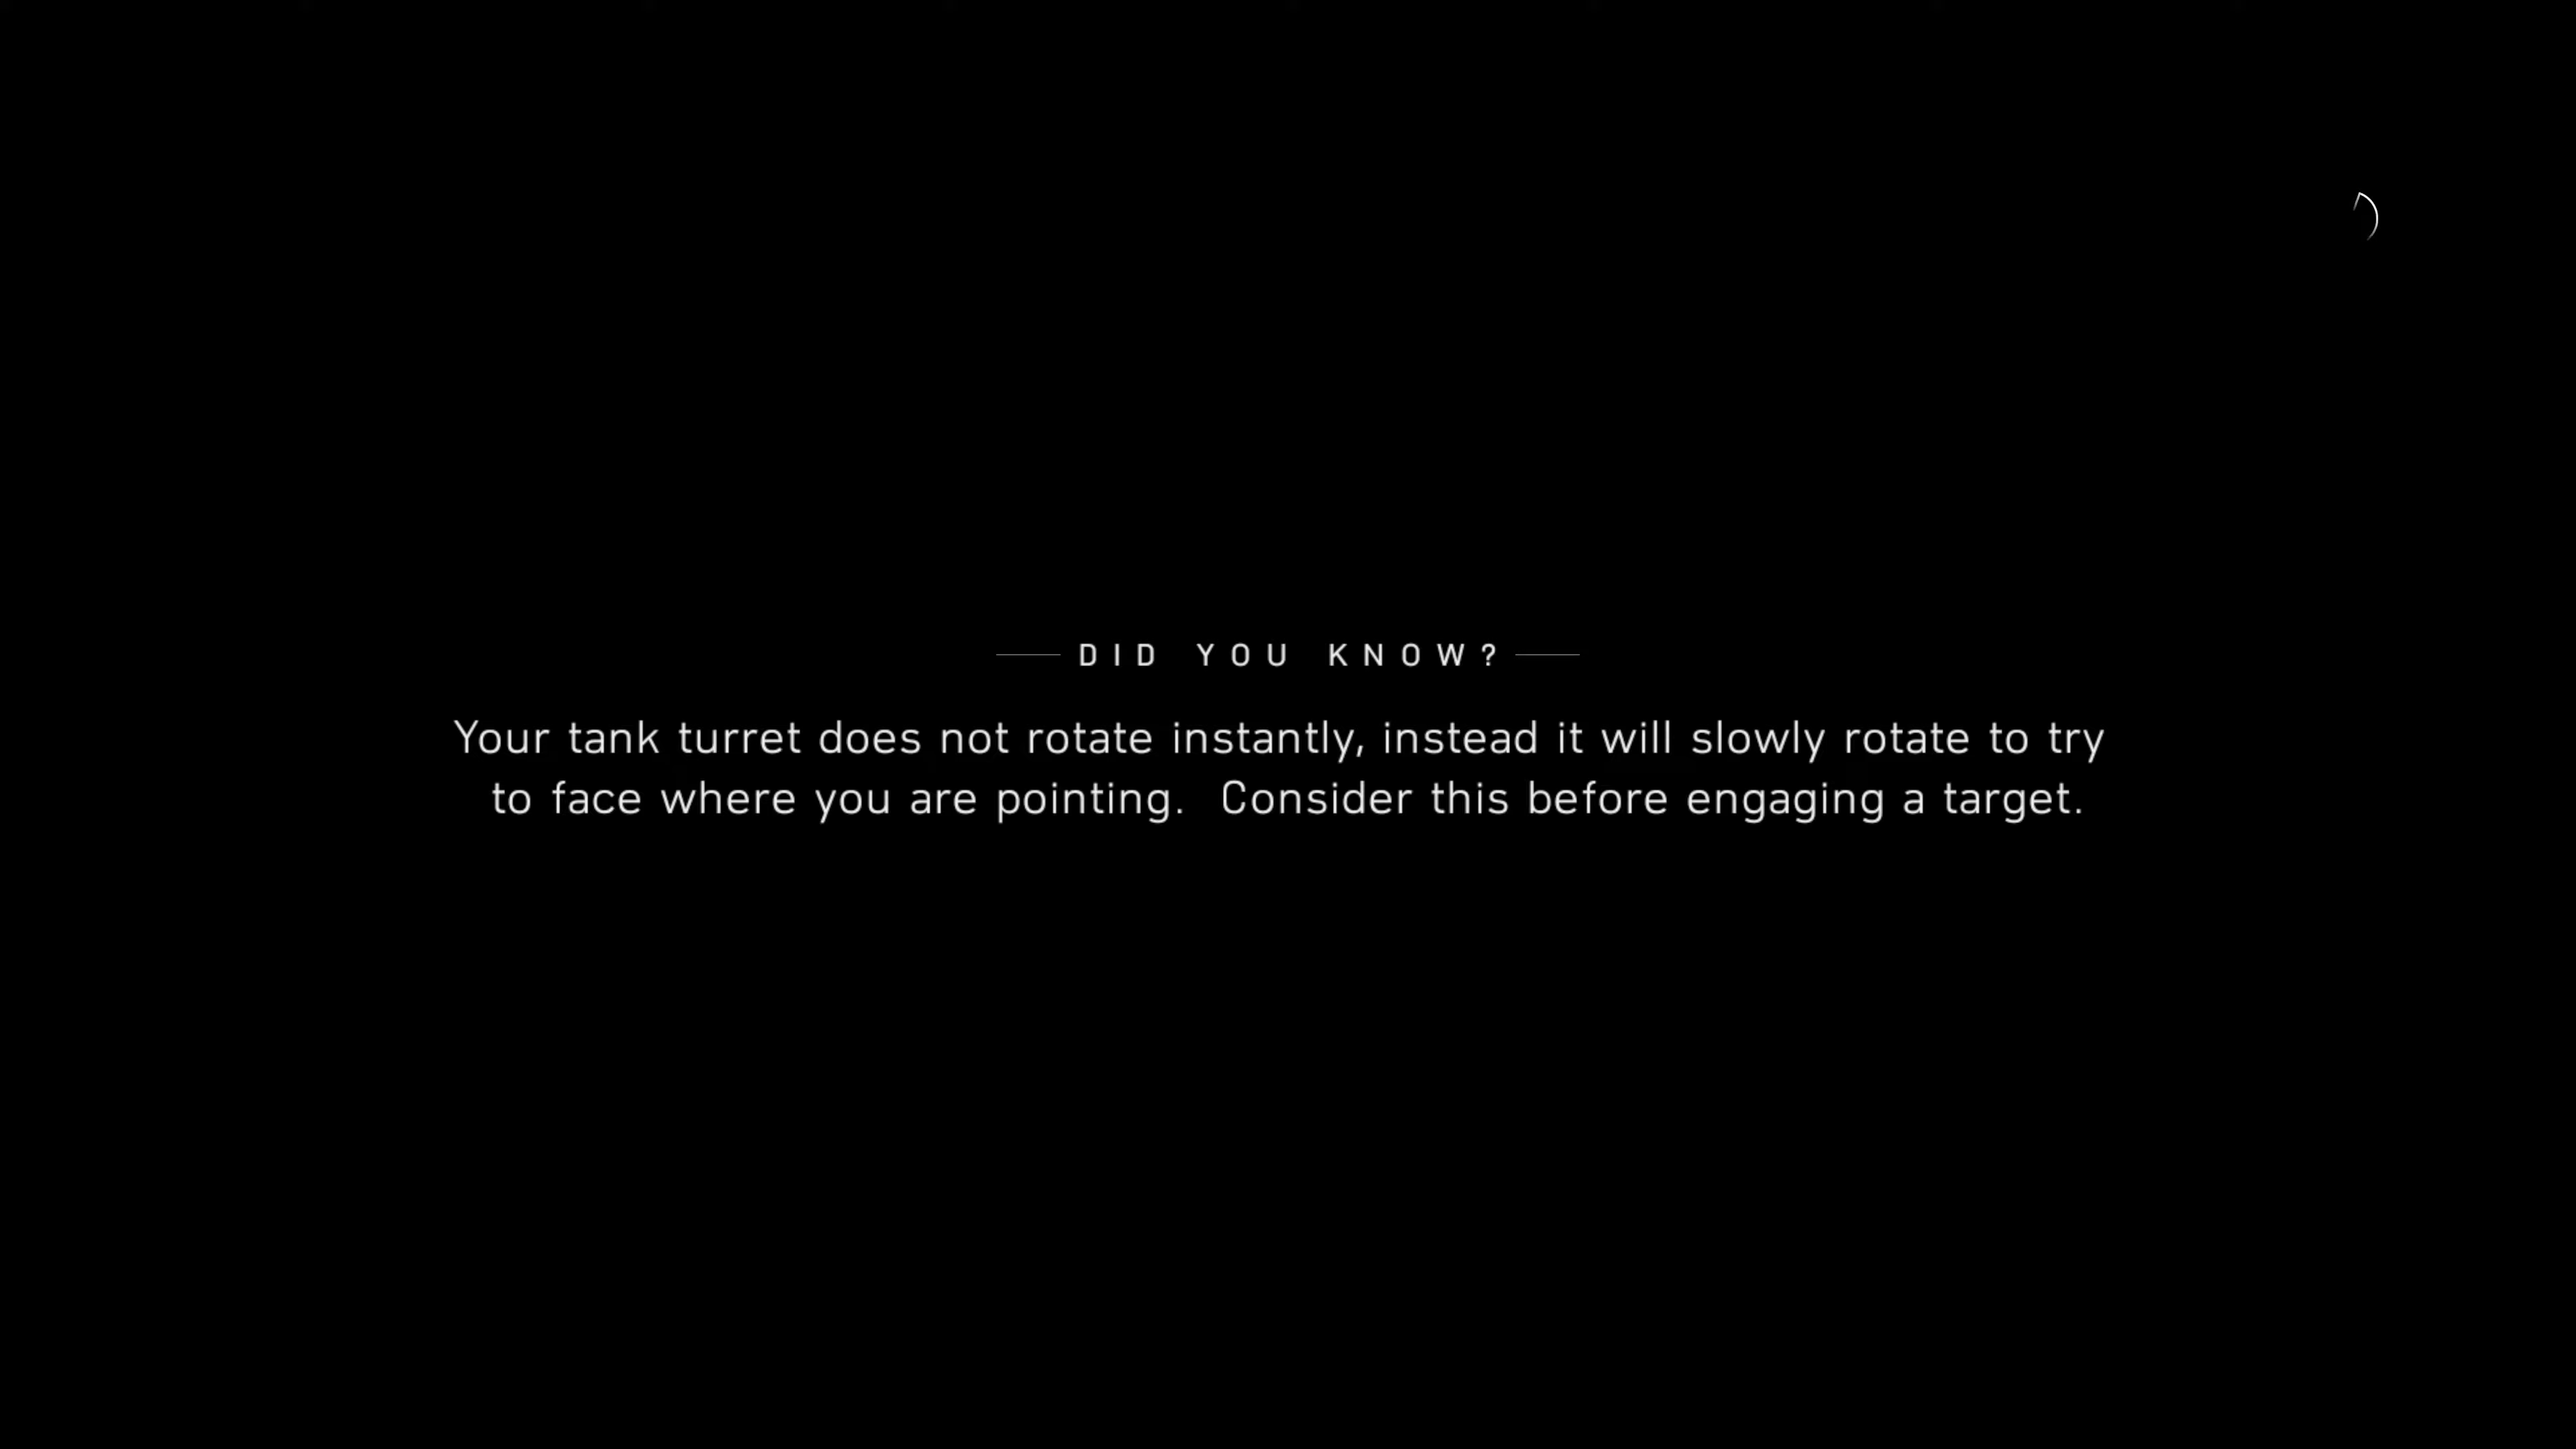 DID YOU KNOW?
Your tank turret does not rotate instantly, instead it will slowly rotate to try
to face where you are pointing.  Consider this before engaging a target.